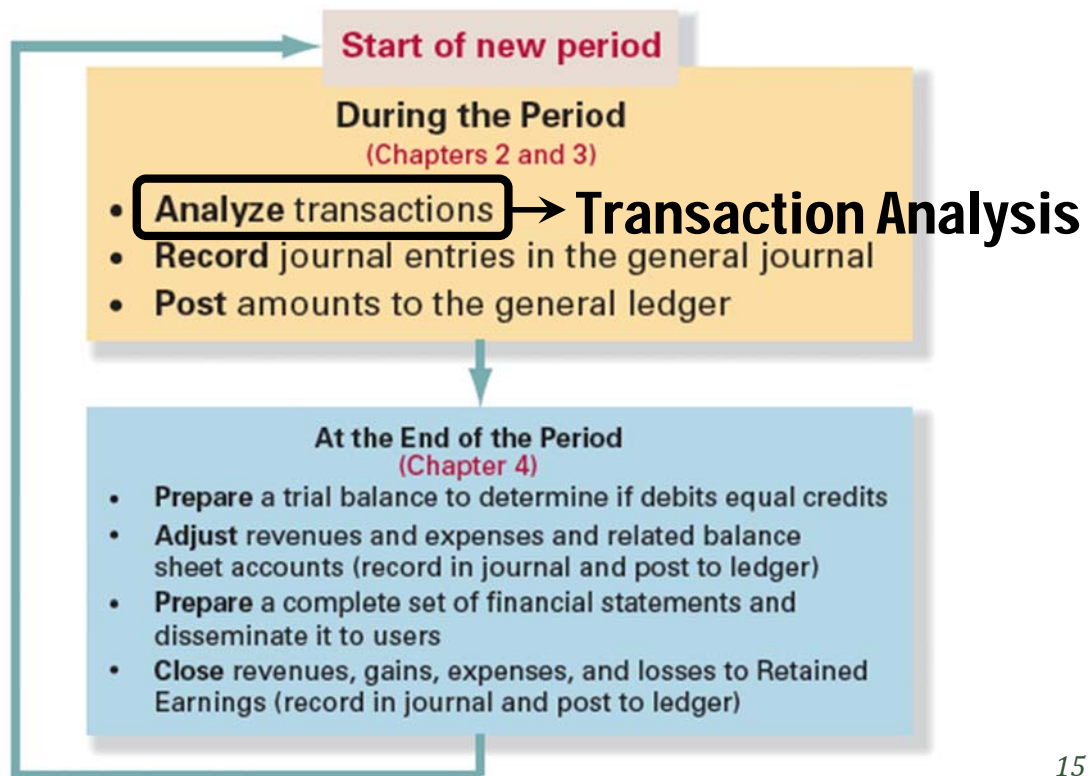 Start of new period
During the Period
(Chapters 2 and 3)
• Analyze transactions → Transaction Analysis
• Record journal entries in the general journal
• Post amounts to the general ledger
At the End of the Period
(Chapter 4)
• Prepare a trial balance to determine if debits equal credits
• Adjust revenues and expenses and related balance
sheet accounts (record in journal and post to ledger)
• Prepare a complete set of financial statements and
disseminate it to users
• Close revenues, gains, expenses, and losses to Retained
Earnings (record in journal and post to ledger)
15